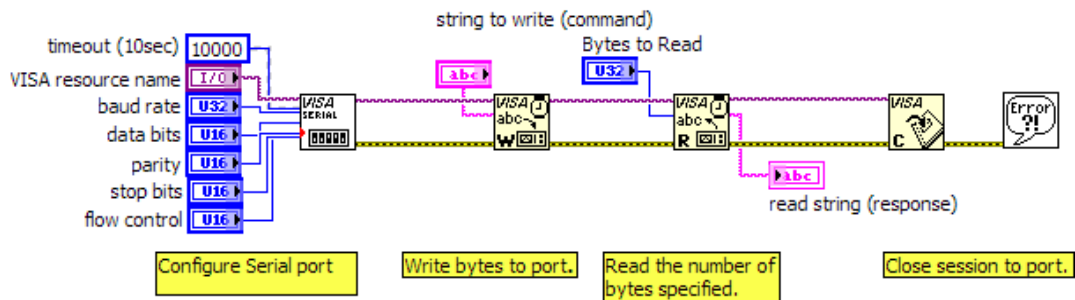 string to write (command)
timeout (10sec) 10000
Bytes to Read
VISA resource name I/O
abc
U32
baud rate U32
VISA SERIAL
VISA abc W
VISA abc R
VISA C
Error ?!
data bits U16
parity U16
abc
stop bits U16
read string (response)
flow control U16
Configure Serial port
Write bytes to port.
Read the number of
bytes specified.
Close session to port.